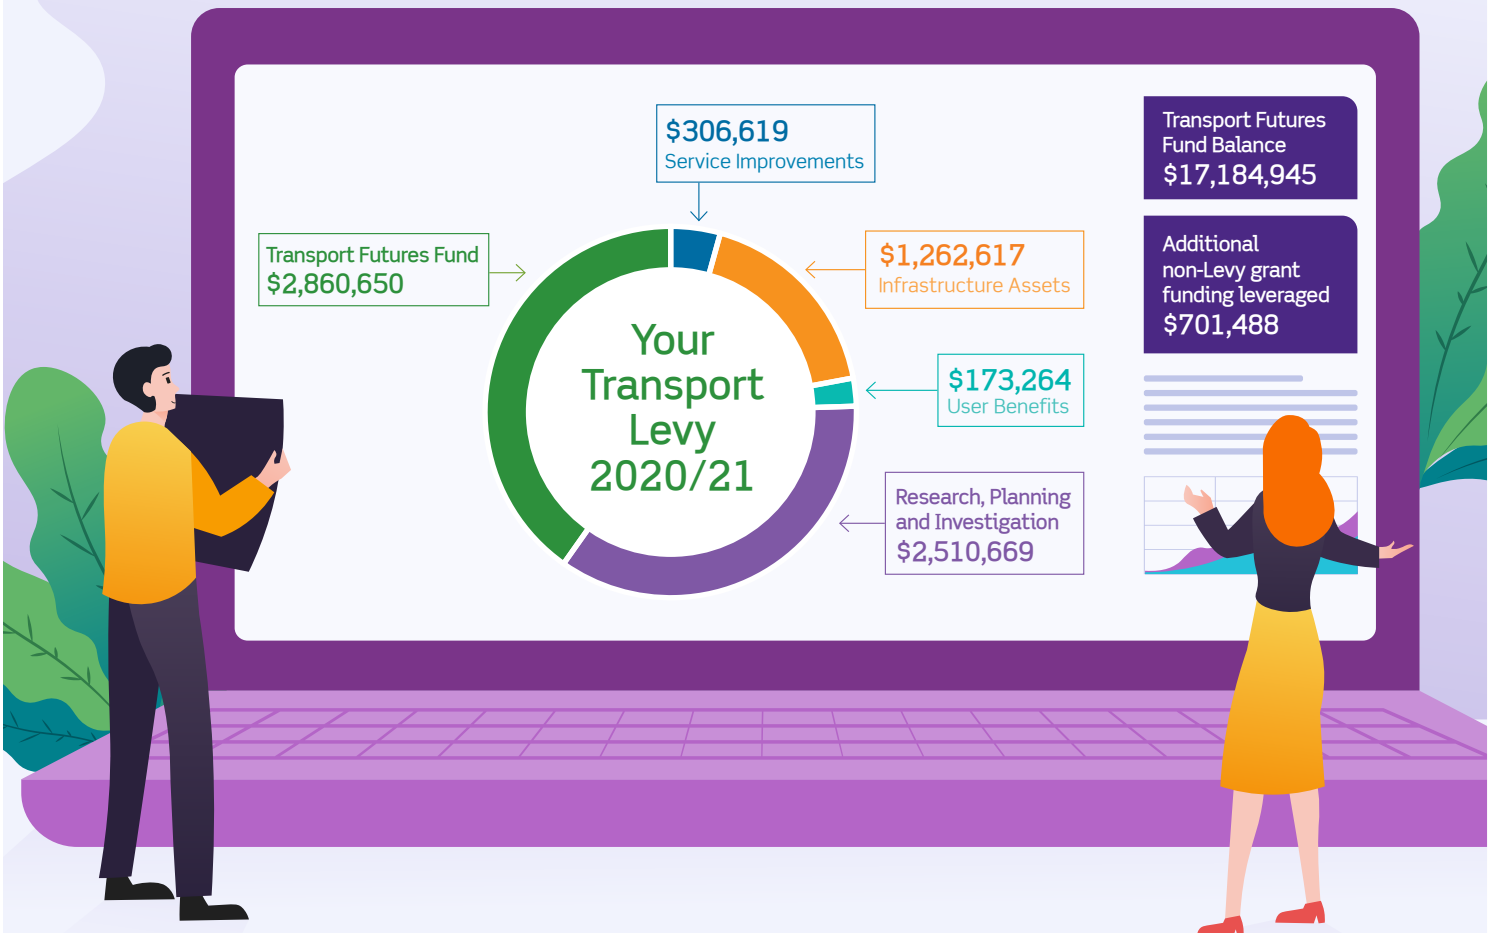 $306,619
Service Improvements
Transport Futures Fund
$2,860,650
$1,262,617
Infrastructure Assets
$173,264
User Benefits
Research, Planning
and Investigation
$2,510,669
Your
Transport
Levy
2020/21
Transport Futures
Fund Balance
$17,184,945
Additional
non-Levy grant
funding leveraged
$701,488